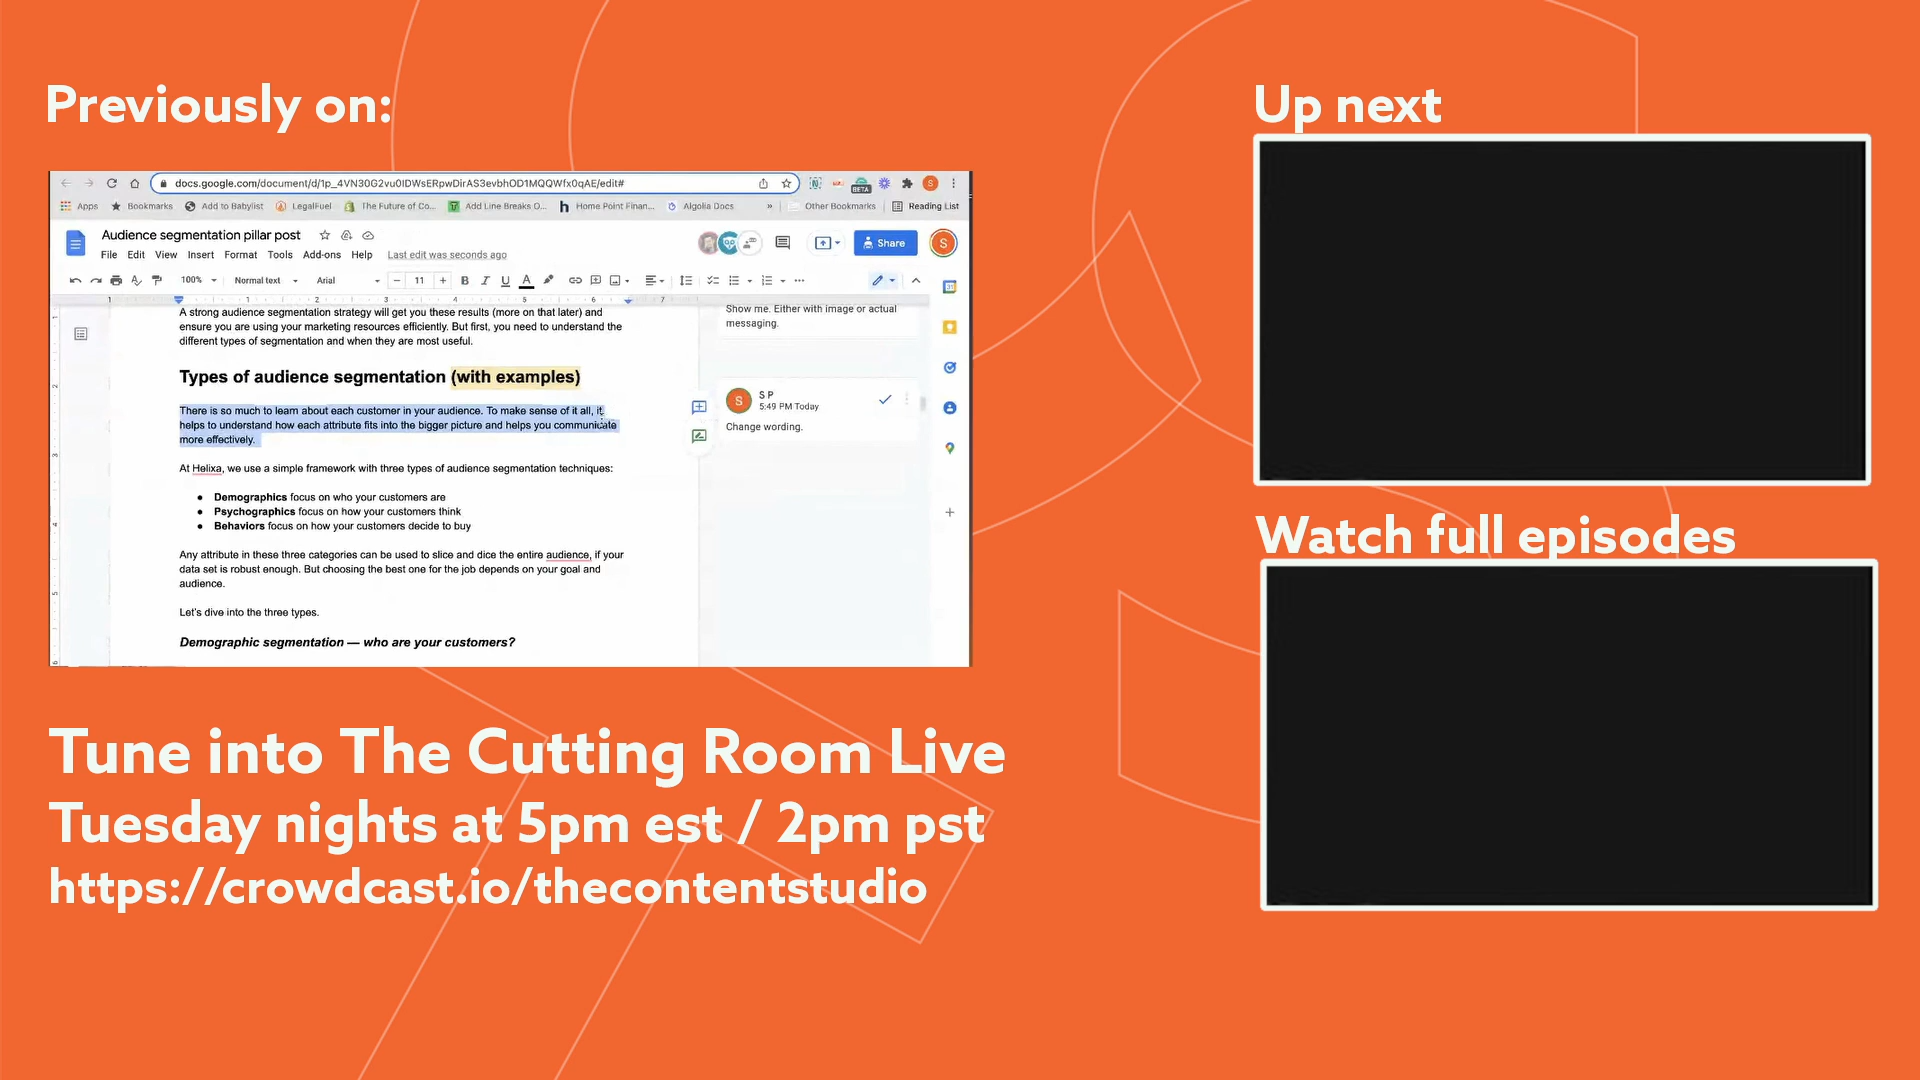 Previously on:
docs.google.com/document/d/1p_4VN30G2vu0IDWsERpwDirAS3evbhOD1MQQWfx0qAE/edit#
BETA
S
Apps Bookmarks Add to Babylist LegalFuel The Future of Co... Add Line Breaks O... Home Point Finan... Algolia Docs » Other Bookmarks Reading List
Audience segmentation pillar post
File Edit View Insert Format Tools Add-ons Help Last edit was seconds ago
Share
S
100% Normal text Arial 11 B I U A
1 1 2 3 4 5 6 7
A strong audience segmentation strategy will get you these results (more on that later) and
ensure you are using your marketing resources efficiently. But first, you need to understand the
different types of segmentation and when they are most useful.
Types of audience segmentation (with examples)
There is so much to learn about each customer in your audience. To make sense of it all, it
helps to understand how each attribute fits into the bigger picture and helps you communicate
more effectively.
At Helixa, we use a simple framework with three types of audience segmentation techniques:
● Demographics focus on who your customers are
● Psychographics focus on how your customers think
● Behaviors focus on how your customers decide to buy
Any attribute in these three categories can be used to slice and dice the entire audience, if your
data set is robust enough. But choosing the best one for the job depends on your goal and
audience.
Let's dive into the three types.
Demographic segmentation — who are your customers?
Show me. Either with image or actual
messaging.
S
S P
5:49 PM Today
Change wording.
Tune into The Cutting Room Live
Tuesday nights at 5pm est / 2pm pst
https://crowdcast.io/thecontentstudio
Up next
Watch full episodes